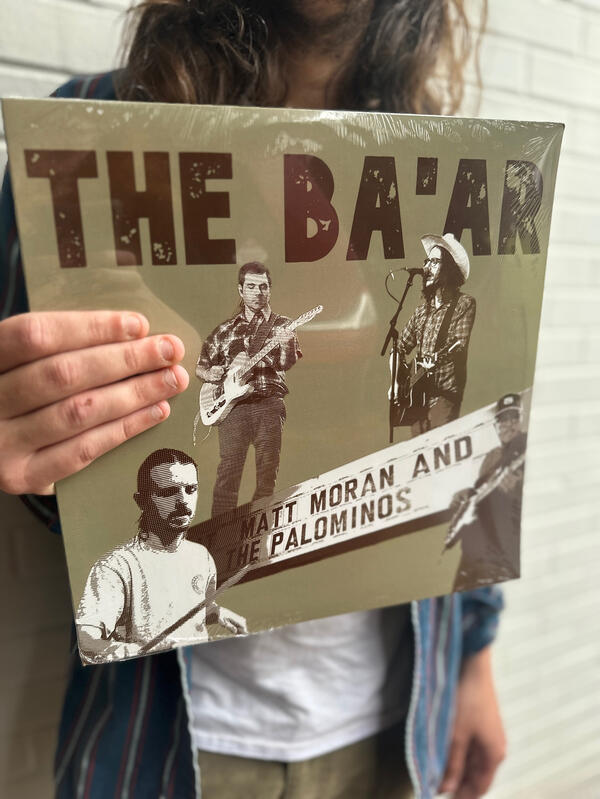 THE BA'AR
MATT MORAN AND
THE PALOMINOS